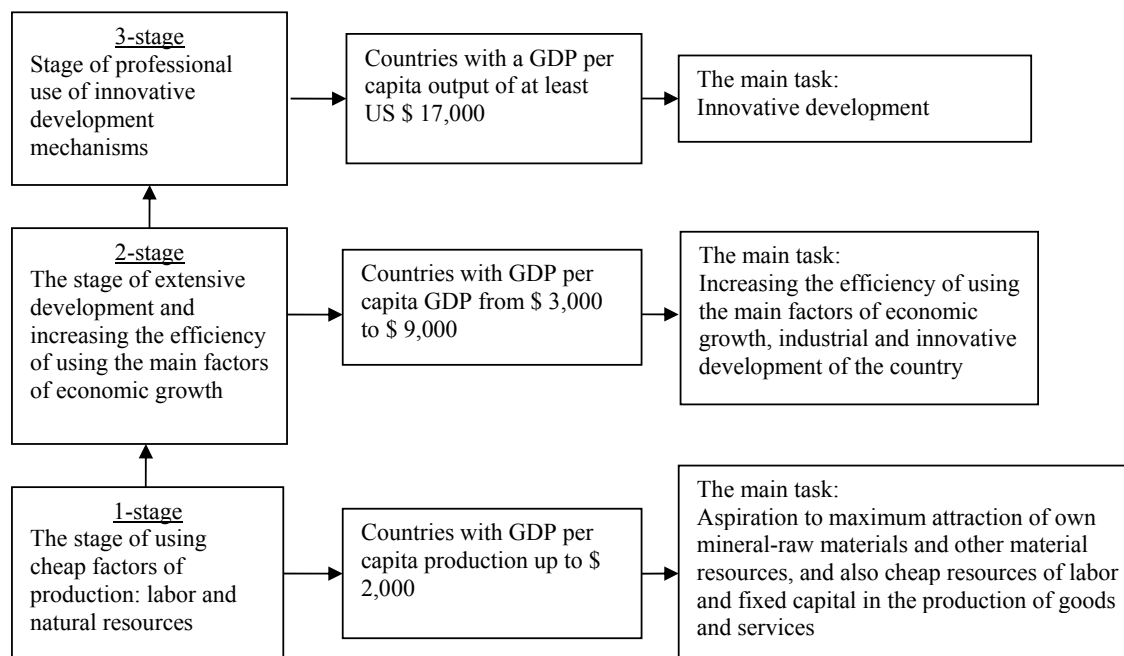 3-stage
Stage of professional
use of innovative
development
mechanisms
Countries with a GDP per
capita output of at least
US $ 17,000
The main task:
Innovative development
2-stage
The stage of extensive
development and
increasing the efficiency
of using the main factors
of economic growth
Countries with GDP per
capita GDP from $ 3,000
to $ 9,000
The main task:
Increasing the efficiency of using
the main factors of economic
growth, industrial and innovative
development of the country
1-stage
The stage of using
cheap factors of
production: labor and
natural resources
Countries with GDP per
capita production up to $
2,000
The main task:
Aspiration to maximum attraction of own
mineral-raw materials and other material
resources, and also cheap resources of labor
and fixed capital in the production of goods
and services